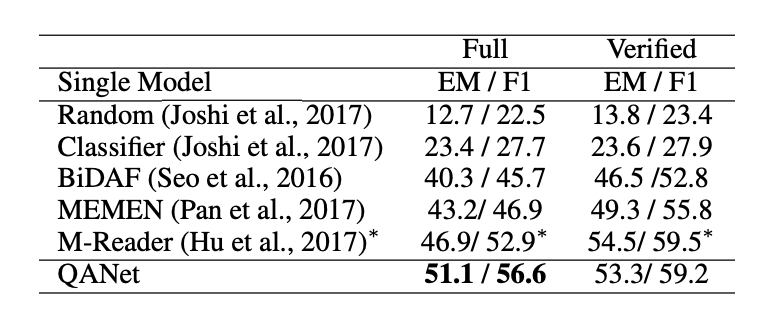 Full Verified
Single Model EM / F1 EM / F1
Random (Joshi et al., 2017) 12.7 / 22.5 13.8 / 23.4
Classifier (Joshi et al., 2017) 23.4 / 27.7 23.6 / 27.9
BiDAF (Seo et al., 2016) 40.3 / 45.7 46.5 /52.8
MEMEN (Pan et al., 2017) 43.2/ 46.9 49.3 / 55.8
M-Reader (Hu et al., 2017)* 46.9/ 52.9* 54.5/ 59.5*
QANet 51.1 / 56.6 53.3/ 59.2